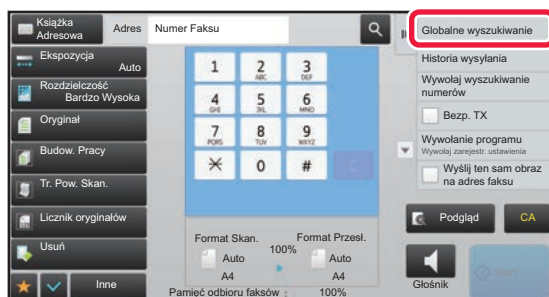 Książka
Adresowa
Adres
Numer Faksu
Ekspozycja
Auto
Rozdzielczość
Bardzo Wysoka
Oryginał
Budow. Pracy
Tr. Pow. Skan.
Licznik oryginałów
Usuń
Inne
1
2
ABC
3
DEF
4
GHI
5
JKL
6
MNO
7
PQRS
8
TUV
9
WXYZ
0
#
C
Format Skan.
100%
Format Przesł.
Auto
A4
Auto
A4
Pamięć odbioru faksów : 100%
Globalne wyszukiwanie
Historia wysyłania
Wywołaj wyszukiwanie
numerów
Bezp. TX
Wywołanie programu
Wywołaj zarejestr. ustawienia
Wyślij ten sam obraz
na adres faksu
Podgląd
CA
Głośnik
Start